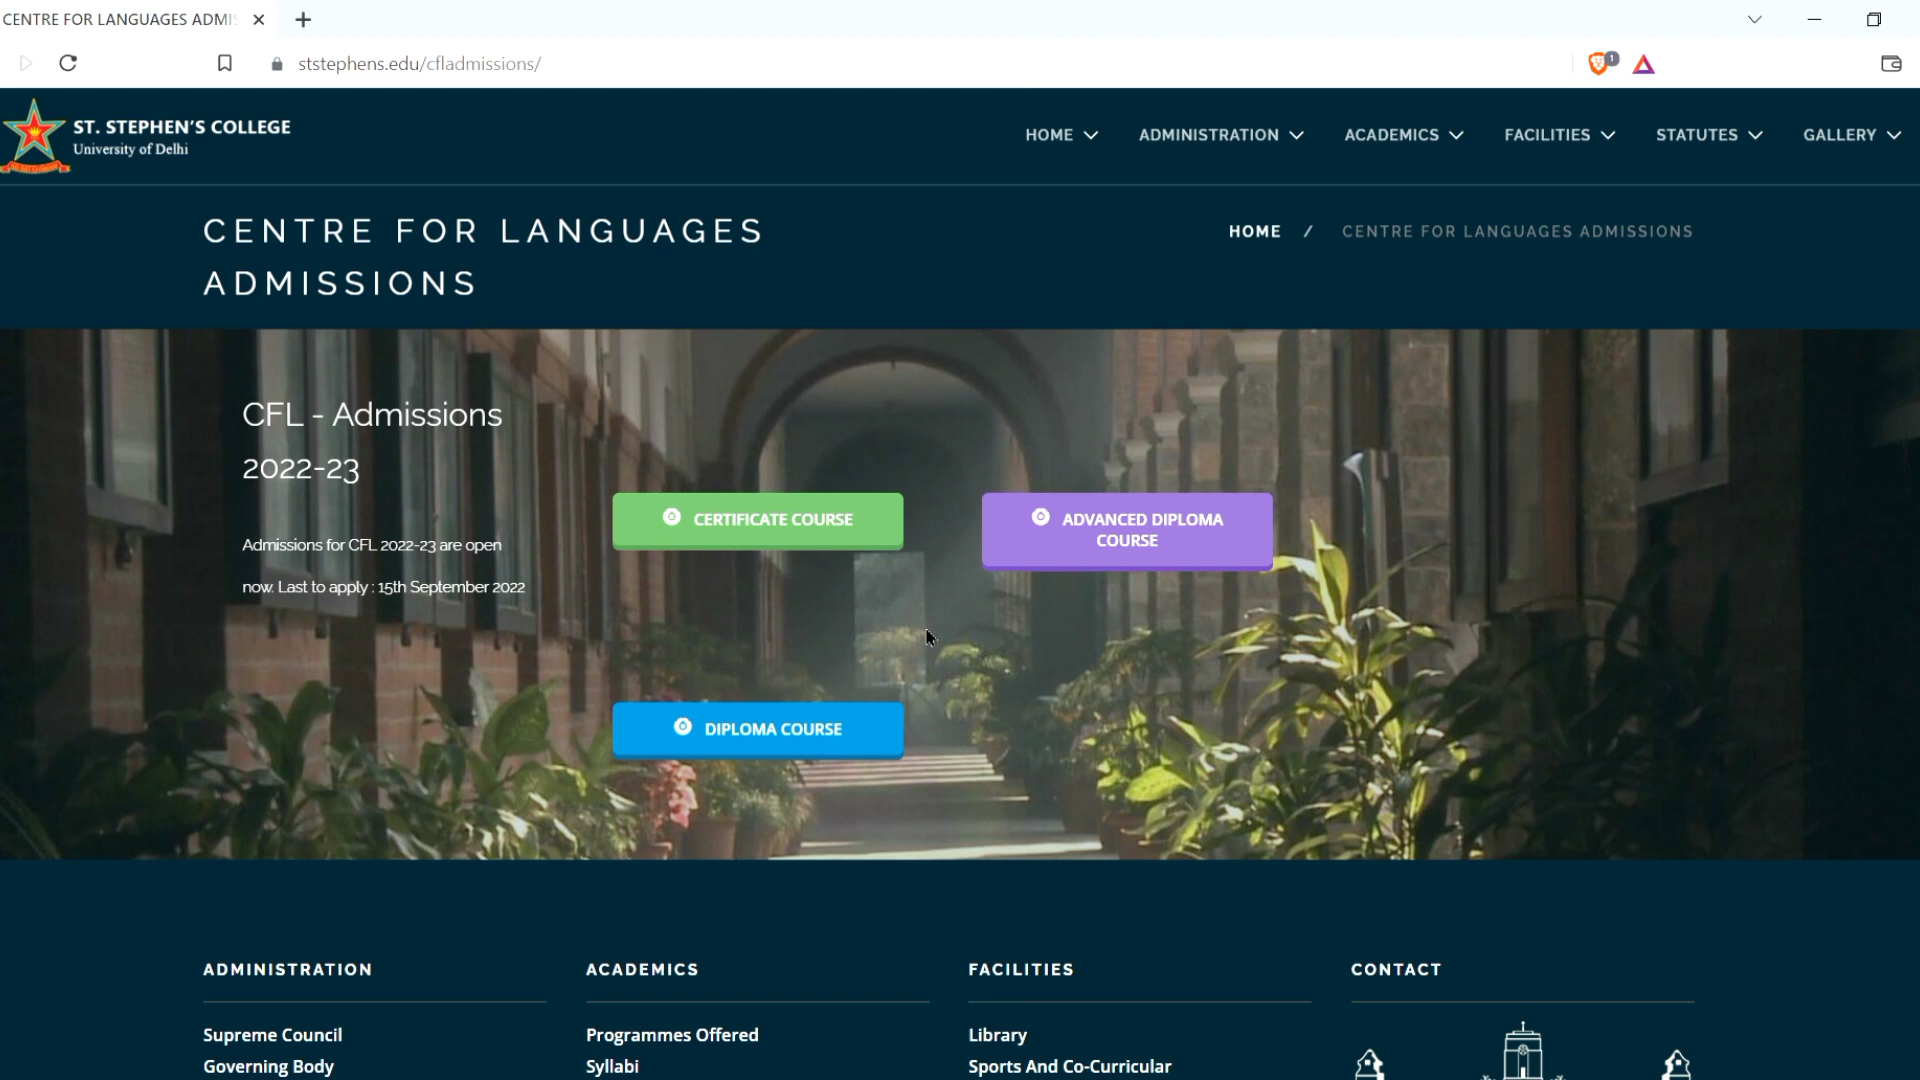 CENTRE FOR LANGUAGES ADMIS
ststephens.edu/cfladmissions/
1
ST. STEPHEN'S COLLEGE
University of Delhi
HOME
ADMINISTRATION
ACADEMICS
FACILITIES
STATUTES
GALLERY
CENTRE FOR LANGUAGES
ADMISSIONS
HOME / CENTRE FOR LANGUAGES ADMISSIONS
CFL - Admissions
2022-23
Admissions for CFL 2022-23 are open
now. Last to apply : 15th September 2022
CERTIFICATE COURSE
ADVANCED DIPLOMA
COURSE
DIPLOMA COURSE
ADMINISTRATION
Supreme Council
Governing Body
ACADEMICS
Programmes Offered
Syllabi
FACILITIES
Library
Sports And Co-Curricular
CONTACT